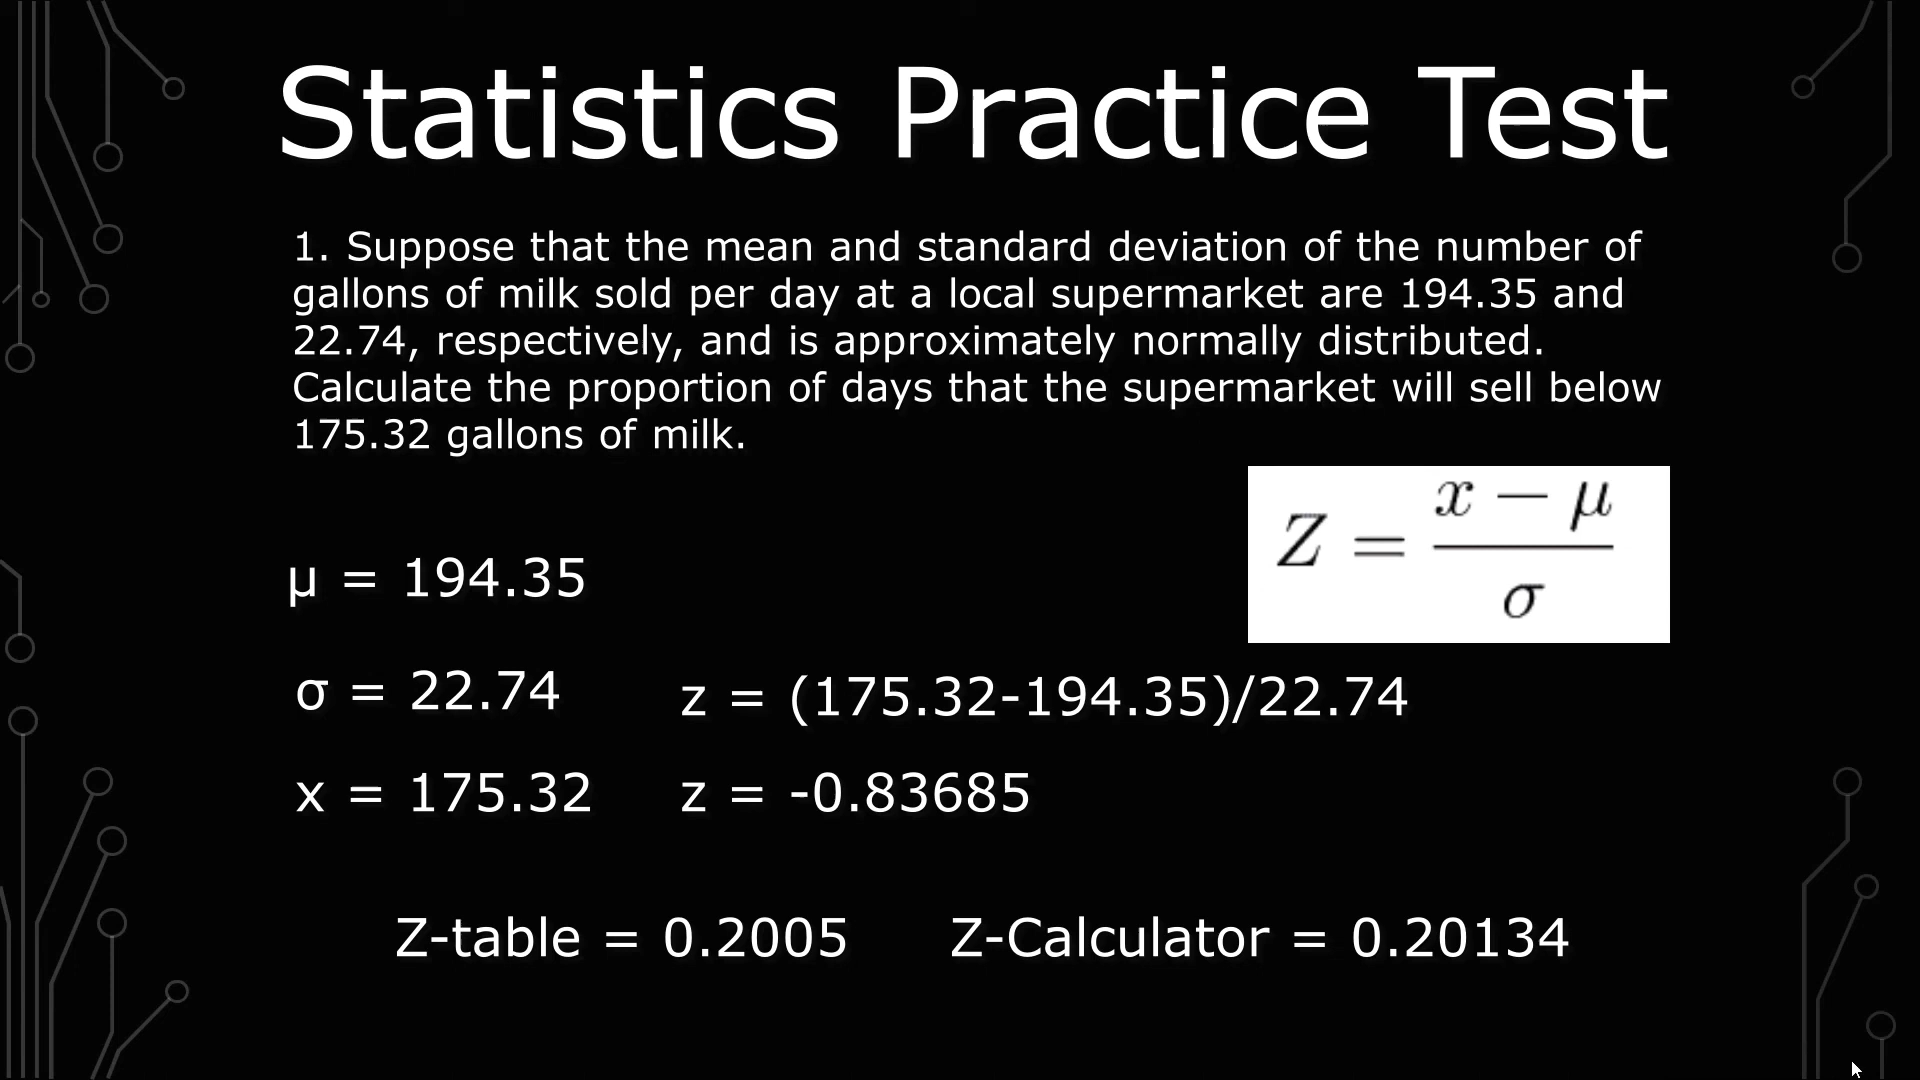 Statistics Practice Test
1. Suppose that the mean and standard deviation of the number of
gallons of milk sold per day at a local supermarket are 194.35 and
22.74, respectively, and is approximately normally distributed.
Calculate the proportion of days that the supermarket will sell below
175.32 gallons of milk.
Z = (x − μ) / σ
μ = 194.35
σ = 22.74
z = (175.32-194.35)/22.74
x = 175.32
z = -0.83685
Z-table = 0.2005
Z-Calculator = 0.20134